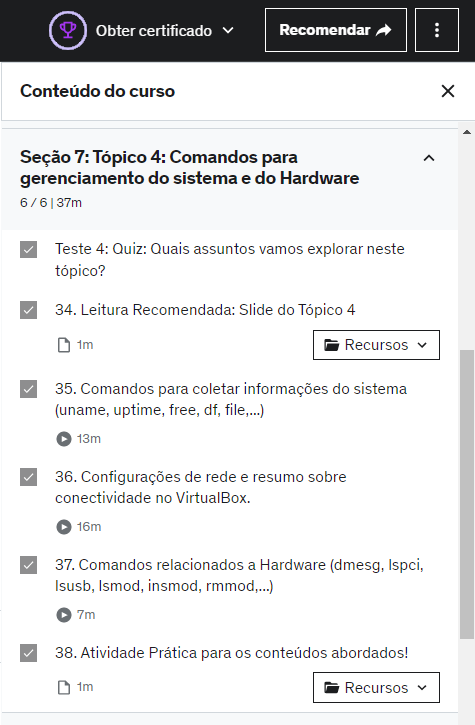 Obter certificado
Recomendar
Conteúdo do curso
Seção 7: Tópico 4: Comandos para
gerenciamento do sistema e do Hardware
6 / 6 | 37m
Teste 4: Quiz: Quais assuntos vamos explorar neste
tópico?
34. Leitura Recomendada: Slide do Tópico 4
1m
Recursos
35. Comandos para coletar informações do sistema
(uname, uptime, free, df, file,...)
13m
36. Configurações de rede e resumo sobre
conectividade no VirtualBox.
16m
37. Comandos relacionados a Hardware (dmesg, lspci,
lsusb, lsmod, insmod, rmmod,...)
7m
38. Atividade Prática para os conteúdos abordados!
1m
Recursos